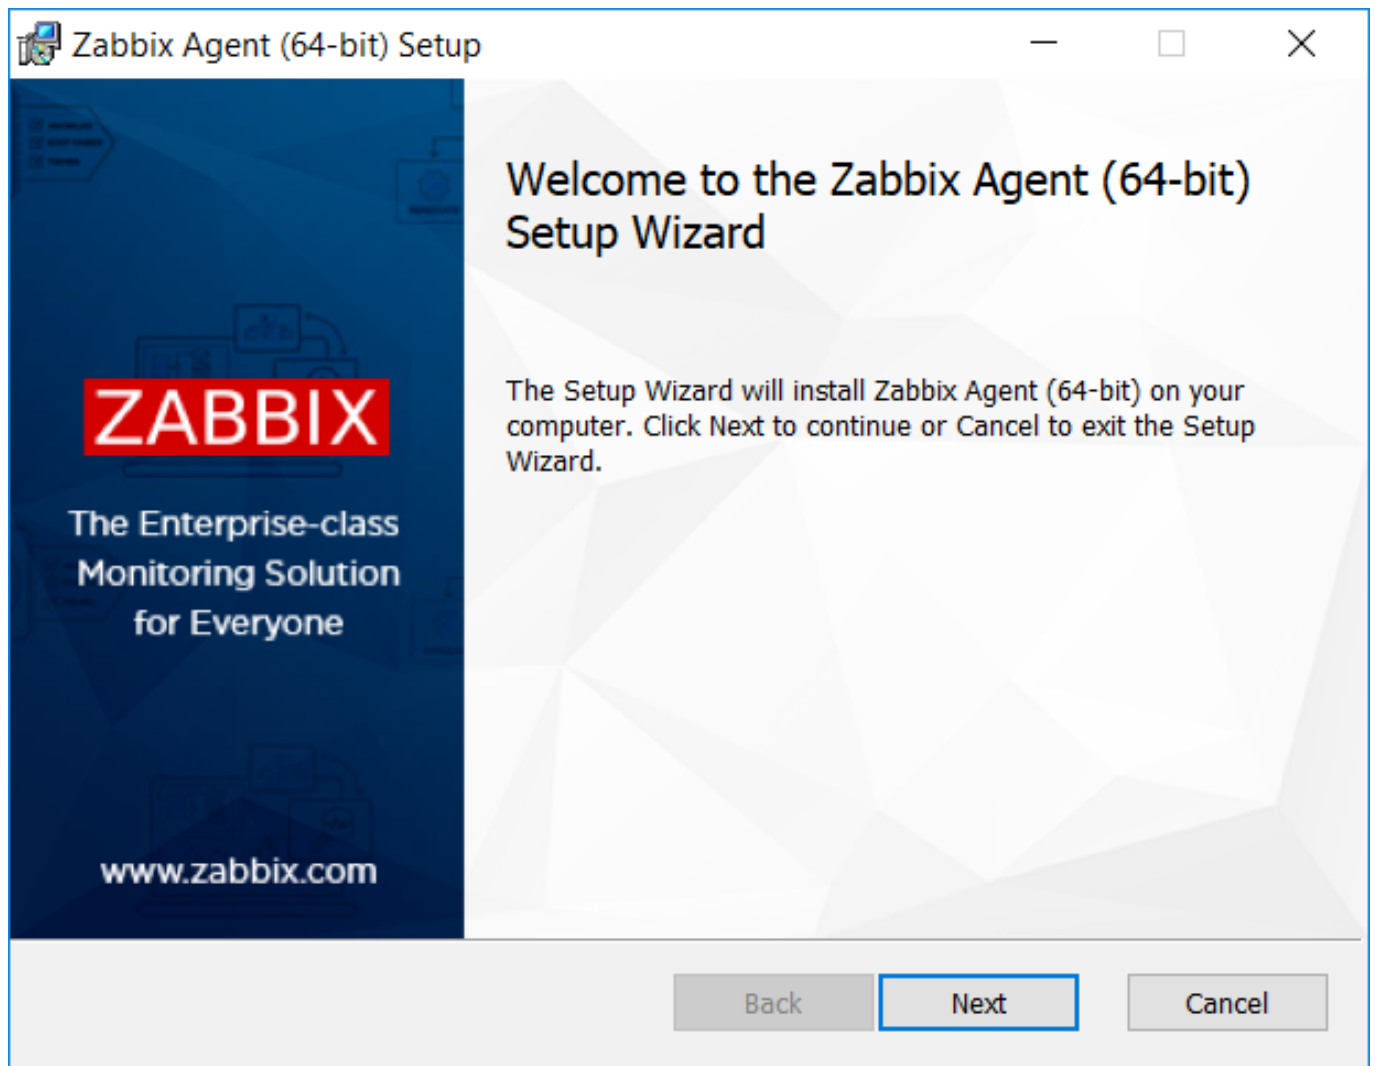 Zabbix Agent (64-bit) Setup
Welcome to the Zabbix Agent (64-bit)
Setup Wizard
The Setup Wizard will install Zabbix Agent (64-bit) on your
computer. Click Next to continue or Cancel to exit the Setup
Wizard.
ZABBIX
The Enterprise-class
Monitoring Solution
for Everyone
www.zabbix.com
Back
Next
Cancel